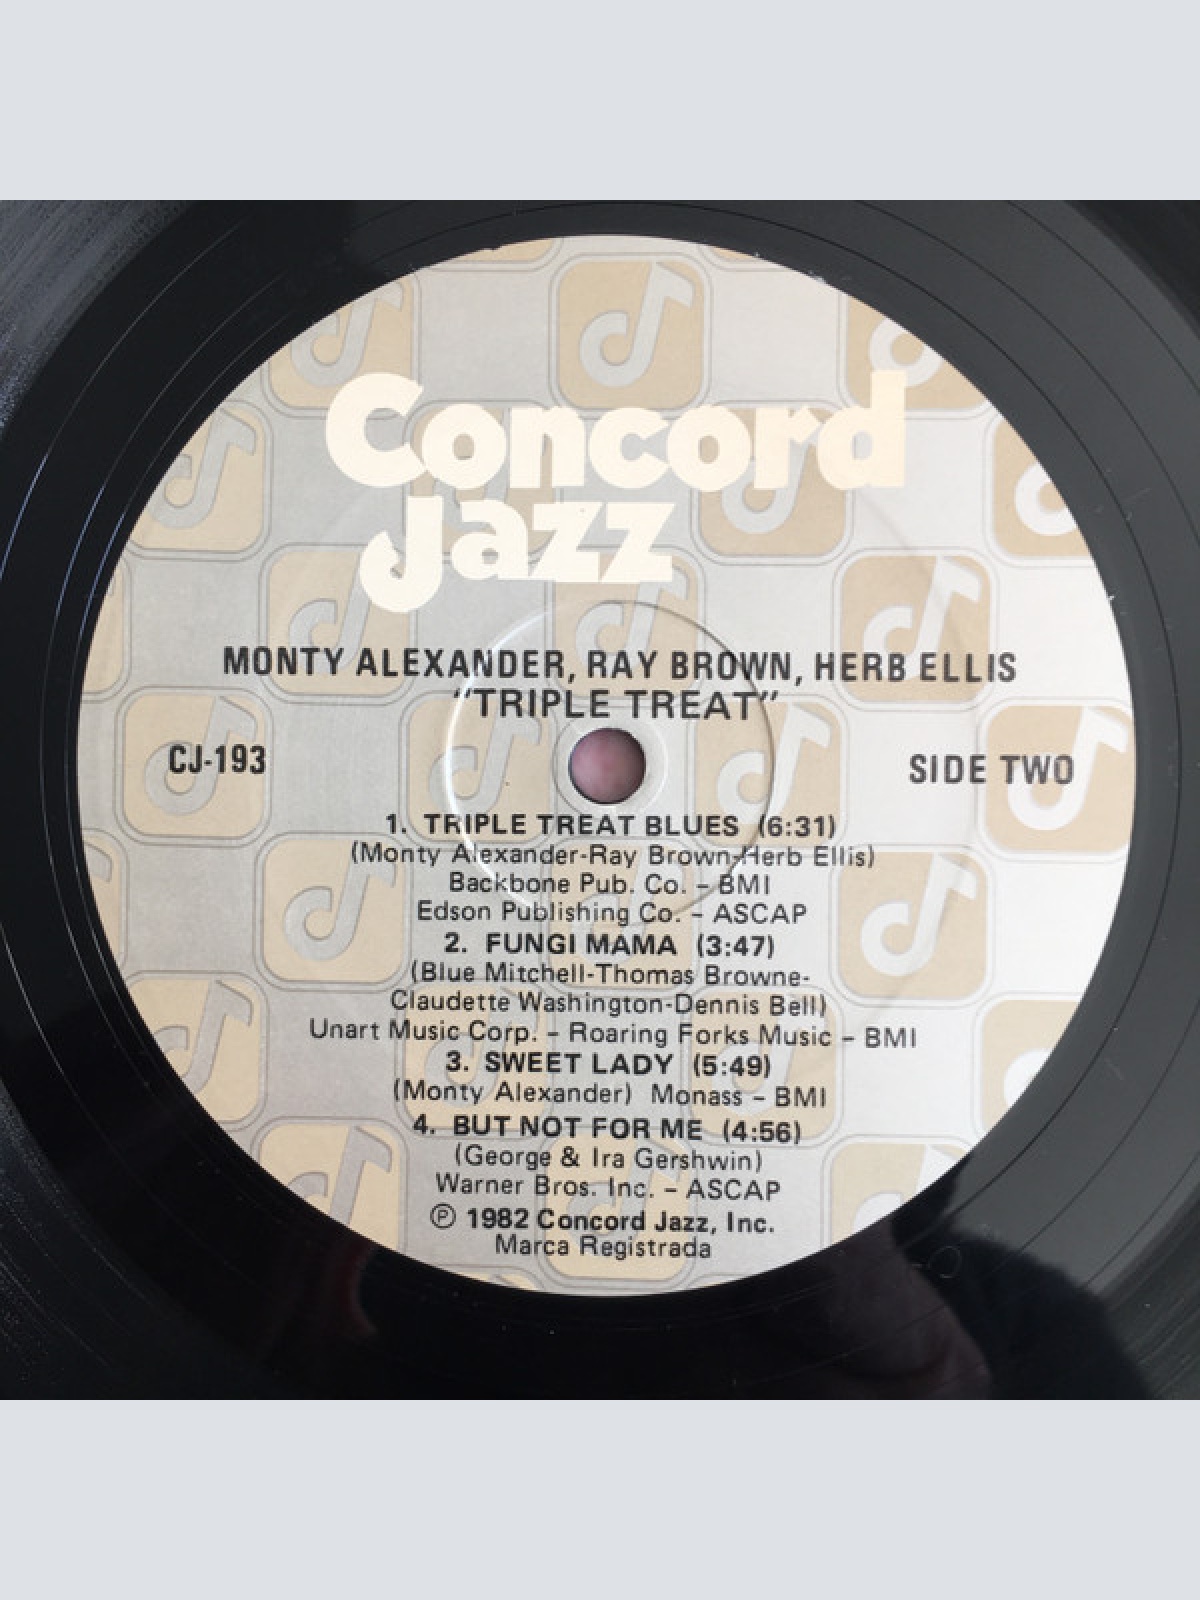 Concord
Jazz
MONTY ALEXANDER, RAY BROWN, HERB ELLIS
"TRIPLE TREAT"
CJ-193
SIDE TWO
1. TRIPLE TREAT BLUES (6:31)
(Monty Alexander-Ray Brown-Herb Ellis)
Backbone Pub. Co. – BMI
Edson Publishing Co. – ASCAP
2. FUNGI MAMA (3:47)
(Blue Mitchell-Thomas Browne-
Claudette Washington-Dennis Bell)
Unart Music Corp. – Roaring Forks Music – BMI
3. SWEET LADY (5:49)
(Monty Alexander) Monass – BMI
4. BUT NOT FOR ME (4:56)
(George & Ira Gershwin)
Warner Bros. Inc. – ASCAP
Ⓟ 1982 Concord Jazz, Inc.
Marca Registrada